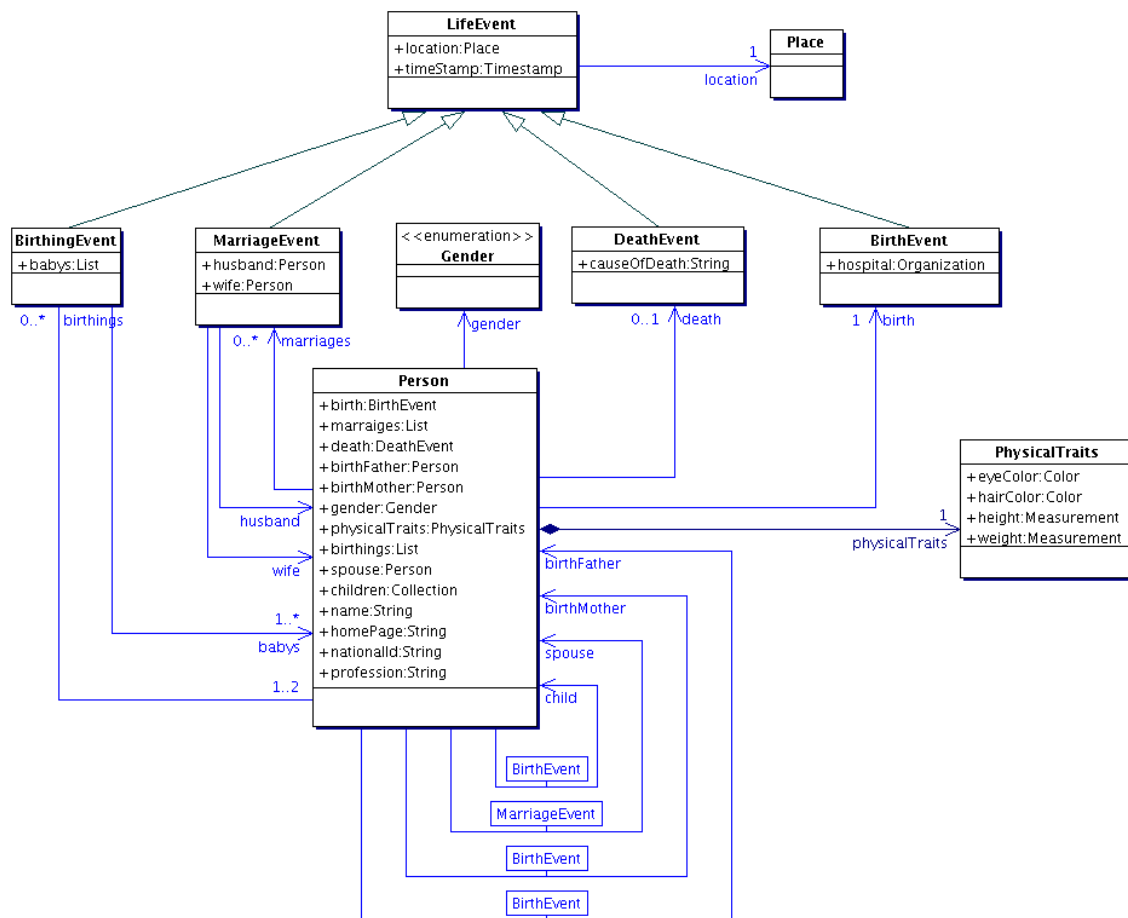 LifeEvent
+location:Place
+timeStamp:Timestamp
Place
1
location
BirthingEvent
+babys:List
MarriageEvent
+husband:Person
+wife:Person
<<enumeration>>
Gender
DeathEvent
+causeOfDeath:String
BirthEvent
+hospital:Organization
0..* birthings
0..* marriages
gender
0..1 death
1 birth
Person
+birth:BirthEvent
+marraiges:List
+death:DeathEvent
+birthFather:Person
+birthMother:Person
+gender:Gender
+physicalTraits:PhysicalTraits
+birthings:List
+spouse:Person
+children:Collection
+name:String
+homePage:String
+nationalId:String
+profession:String
PhysicalTraits
+eyeColor:Color
+hairColor:Color
+height:Measurement
+weight:Measurement
husband
wife
1..*
babys
1..2
1
physicalTraits
birthFather
birthMother
spouse
child
BirthEvent
MarriageEvent
BirthEvent
BirthEvent